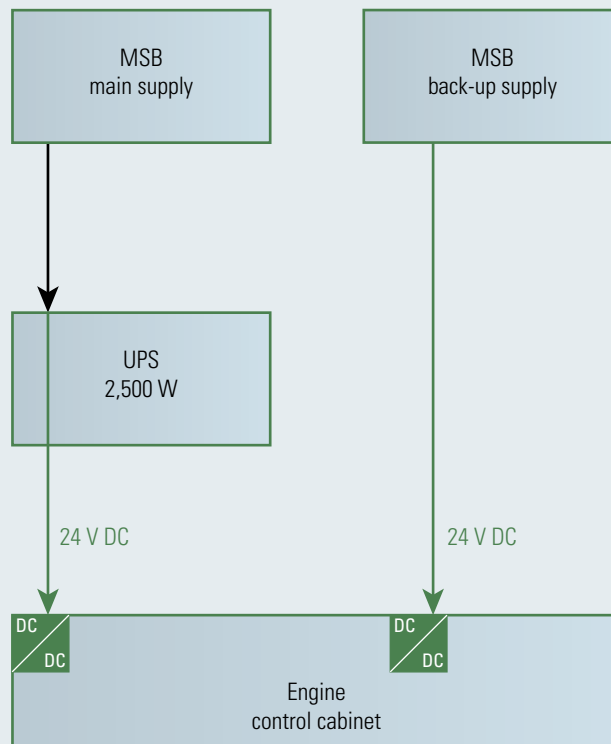 MSB
main supply
MSB
back-up supply
UPS
2,500 W
24 V DC
24 V DC
DC
DC
DC
DC
Engine
control cabinet